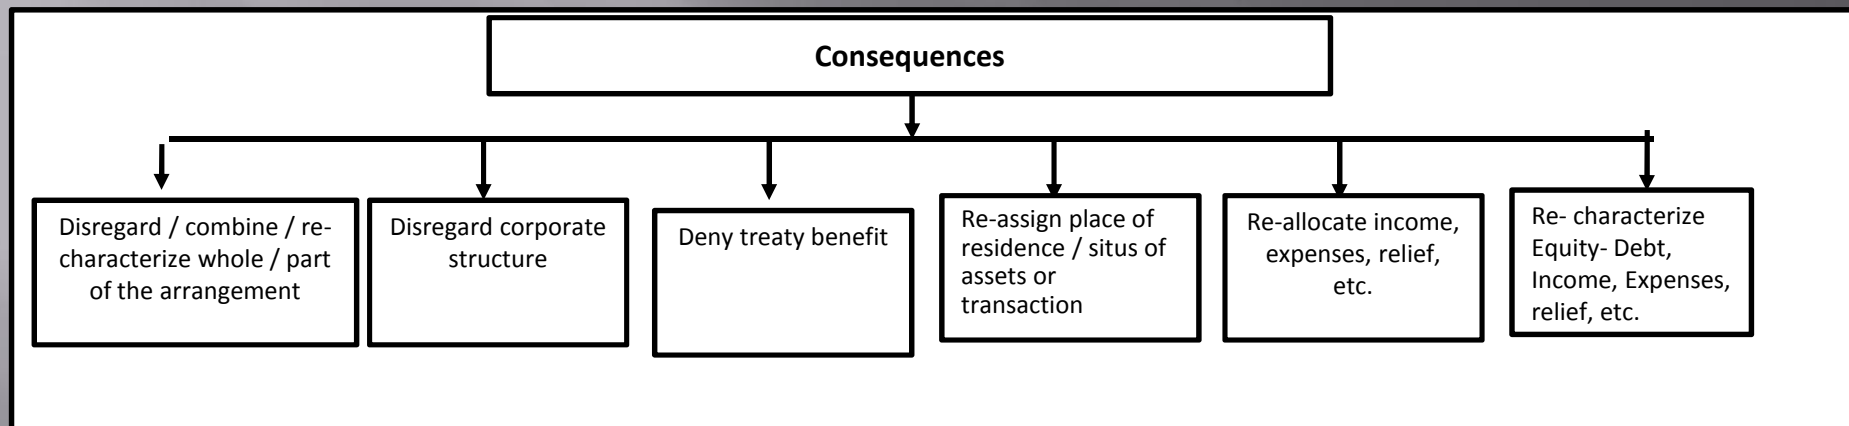 Consequences
Disregard / combine / re-
characterize whole / part
of the arrangement
Disregard corporate
structure
Deny treaty benefit
Re-assign place of
residence / situs of
assets or
transaction
Re-allocate income,
expenses, relief,
etc.
Re- characterize
Equity- Debt,
Income, Expenses,
relief, etc.